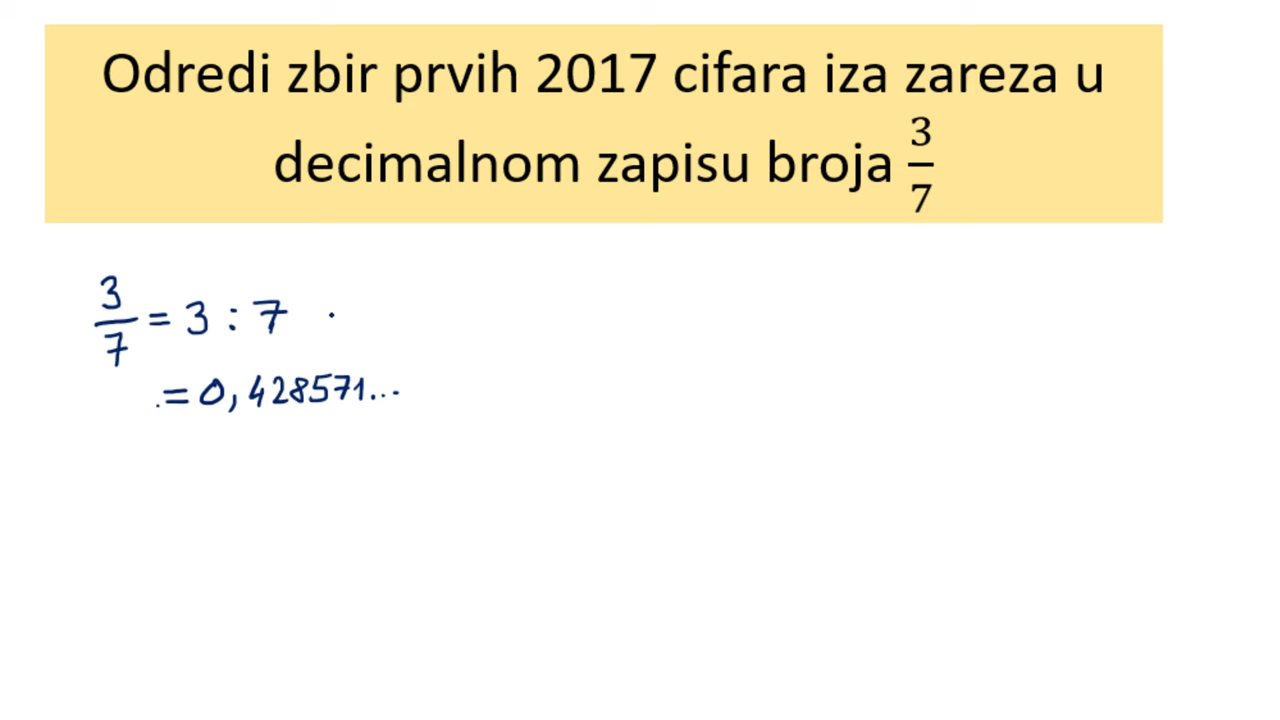 Odredi zbir prvih 2017 cifara iza zareza u
decimalnom zapisu broja 3/7
3/7 = 3 : 7
= 0,428571...